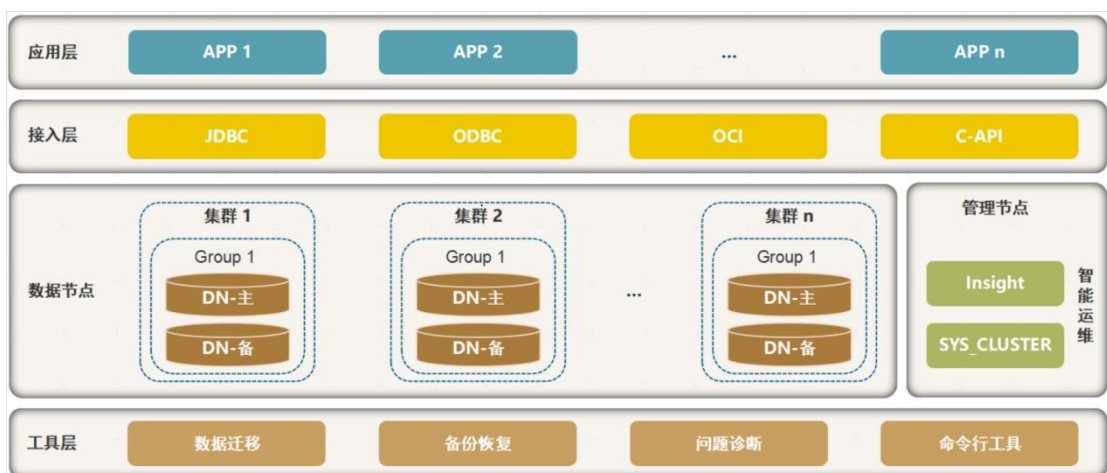 应用层
APP 1
APP 2
...
APP n
接入层
JDBC
ODBC
OCI
C-API
数据节点
集群 1
Group 1
DN-主
DN-备
集群 2
Group 1
DN-主
DN-备
...
集群 n
Group 1
DN-主
DN-备
管理节点
Insight
SYS_CLUSTER
智能运维
工具层
数据迁移
备份恢复
问题诊断
命令行工具